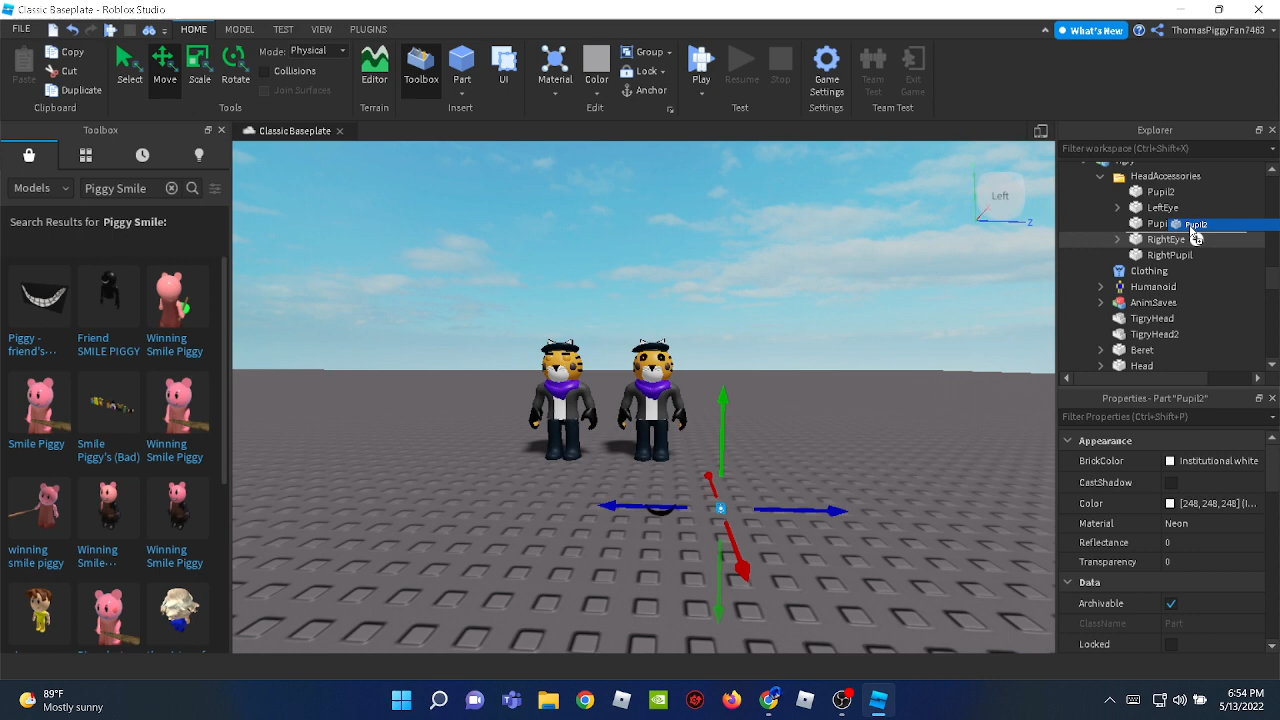 Classic Baseplate - Roblox Studio
FILE HOME MODEL TEST VIEW PLUGINS What's New ThomasPiggyFan7463
Paste Copy Cut Duplicate Clipboard
Select Move Scale Rotate Mode: Physical Collisions Join Surfaces Tools
Editor Terrain
Toolbox Part UI Insert
Material Color Group Lock Anchor Edit
Play Resume Stop Test
Game Settings Settings
Team Test Exit Game Team Test
Toolbox
Models Piggy Smile
Search Results for Piggy Smile:
Piggy - friend's...
Friend SMILE PIGGY
Winning Smile Piggy
Smile Piggy
Smile Piggy's (Bad)
Winning Smile Piggy
winning smile piggy
Winning Smile...
Winning Smile Piggy
Classic Baseplate
Left
Z
Explorer
Filter workspace (Ctrl+Shift+X)
HeadAccessories
Pupil2
LeftEye
Pupil2
RightEye
RightPupil
Clothing
Humanoid
AnimSaves
TigryHead
TigryHead2
Beret
Head
Properties - Part "Pupil2"
Filter Properties (Ctrl+Shift+P)
Appearance
BrickColor Institutional white
CastShadow
Color [248,248,248] (I...
Material Neon
Reflectance 0
Transparency 0
Data
Archivable
ClassName Part
Locked
89°F
Mostly sunny
6:54 PM
5/13/2022